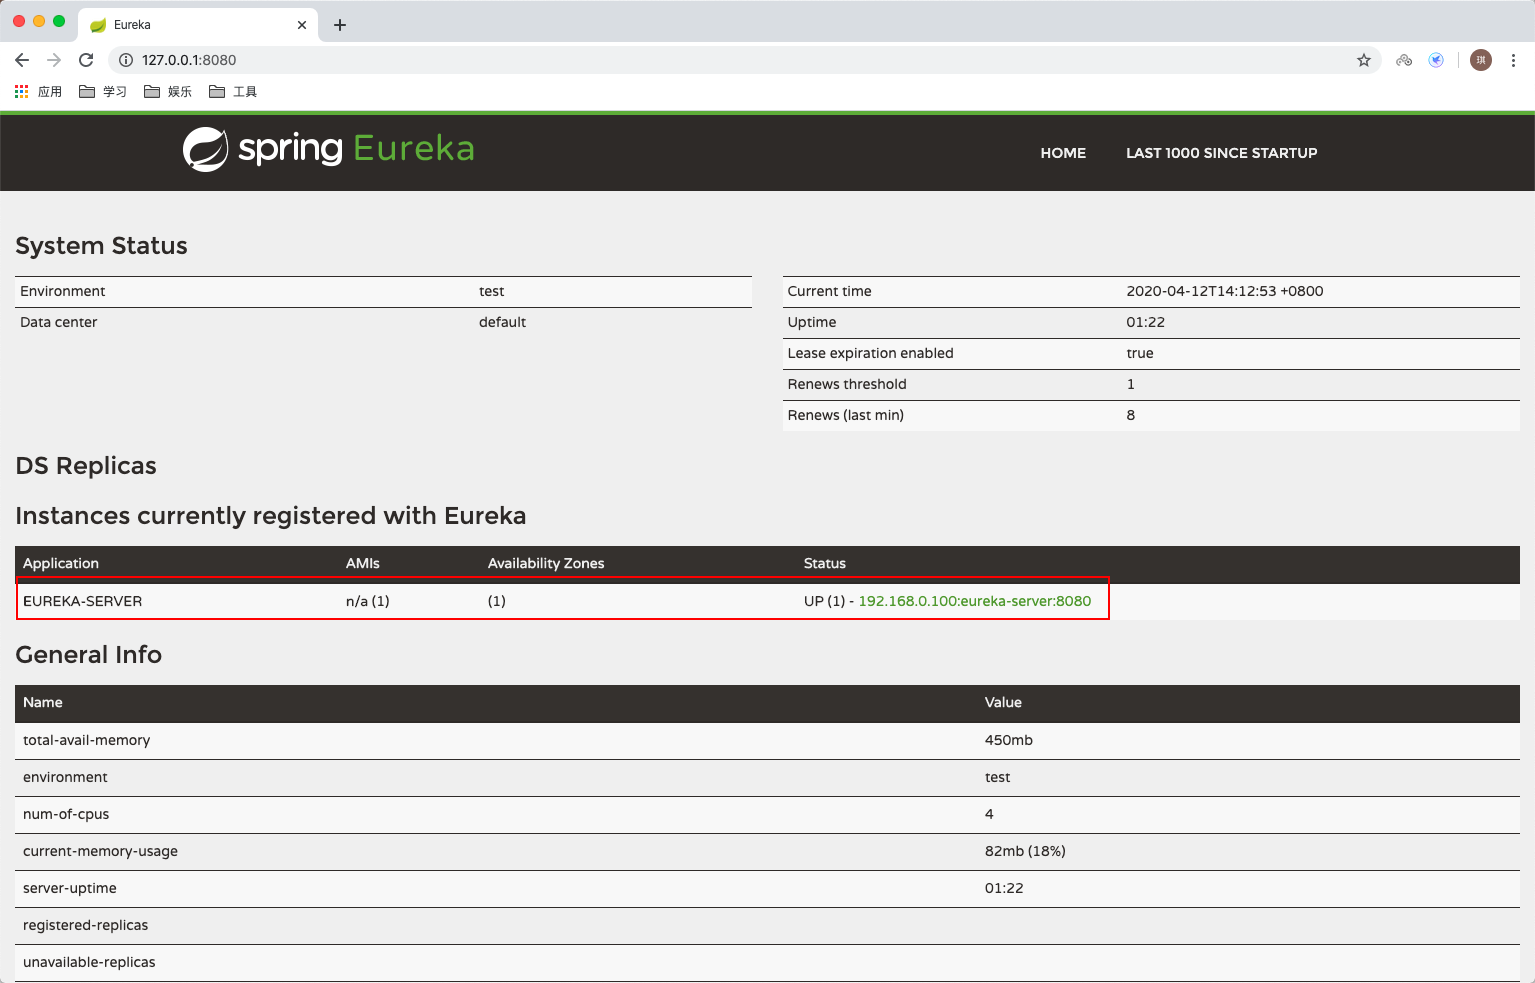 Eureka
127.0.0.1:8080
琪
应用 学习 娱乐 工具
spring Eureka
HOME LAST 1000 SINCE STARTUP
System Status
Environment test
Data center default
Current time 2020-04-12T14:12:53 +0800
Uptime 01:22
Lease expiration enabled true
Renews threshold 1
Renews (last min) 8
DS Replicas
Instances currently registered with Eureka
Application AMIs Availability Zones Status
EUREKA-SERVER n/a (1) (1) UP (1) - 192.168.0.100:eureka-server:8080
General Info
Name Value
total-avail-memory 450mb
environment test
num-of-cpus 4
current-memory-usage 82mb (18%)
server-uptime 01:22
registered-replicas
unavailable-replicas